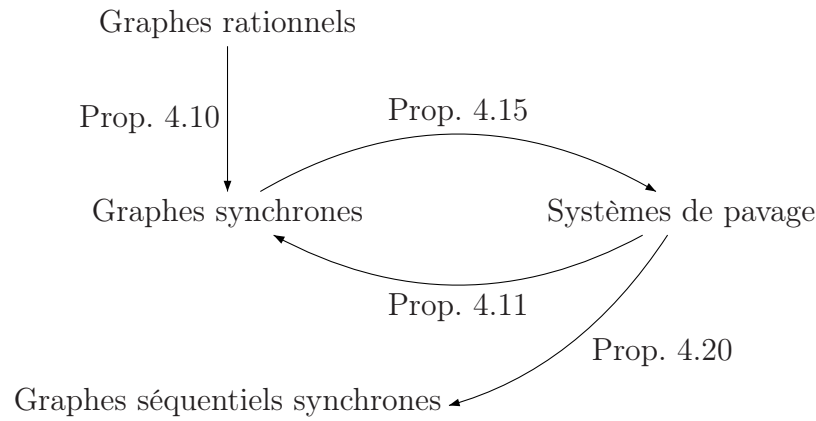 Graphes rationnels
Prop. 4.10
Prop. 4.15
Graphes synchrones
Systèmes de pavage
Prop. 4.11
Prop. 4.20
Graphes séquentiels synchrones